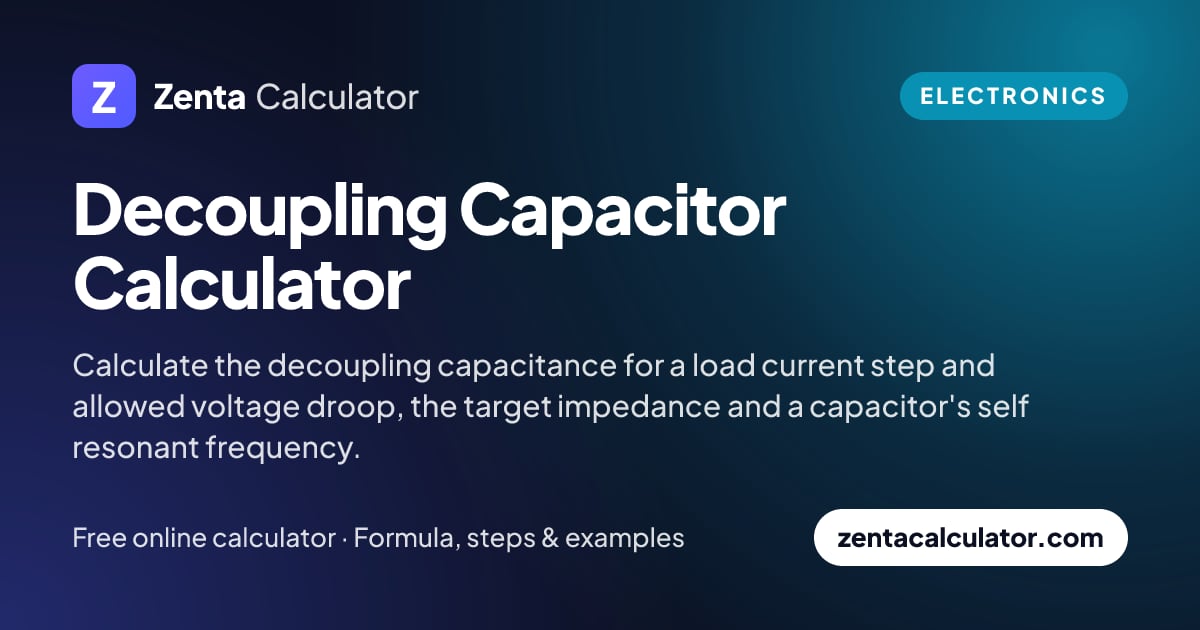 Z
Zenta Calculator
ELECTRONICS
Decoupling Capacitor
Calculator
Calculate the decoupling capacitance for a load current step and
allowed voltage droop, the target impedance and a capacitor's self
resonant frequency.
Free online calculator · Formula, steps & examples
zentacalculator.com